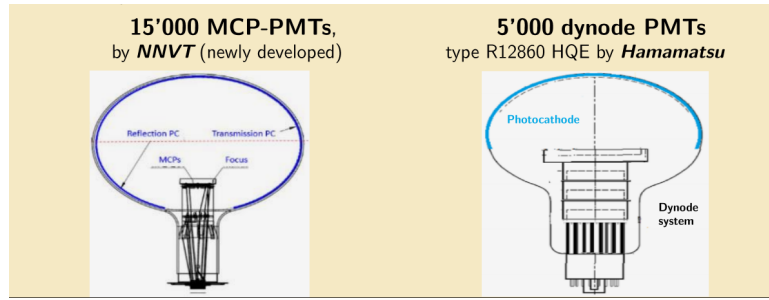 15'000 MCP-PMTs,
by NNVT (newly developed)
Reflection PC
Transmission PC
MCPs
Focus
5'000 dynode PMTs
type R12860 HQE by Hamamatsu
Photocathode
Dynode
system